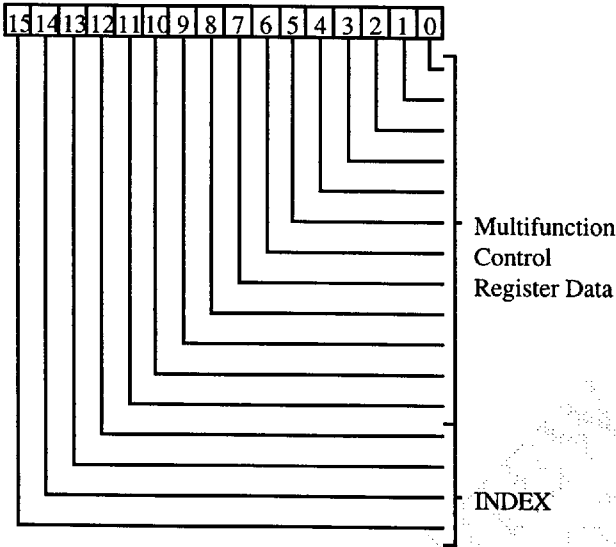 15 14 13 12 11 10 9 8 7 6 5 4 3 2 1 0
Multifunction
Control
Register Data
INDEX